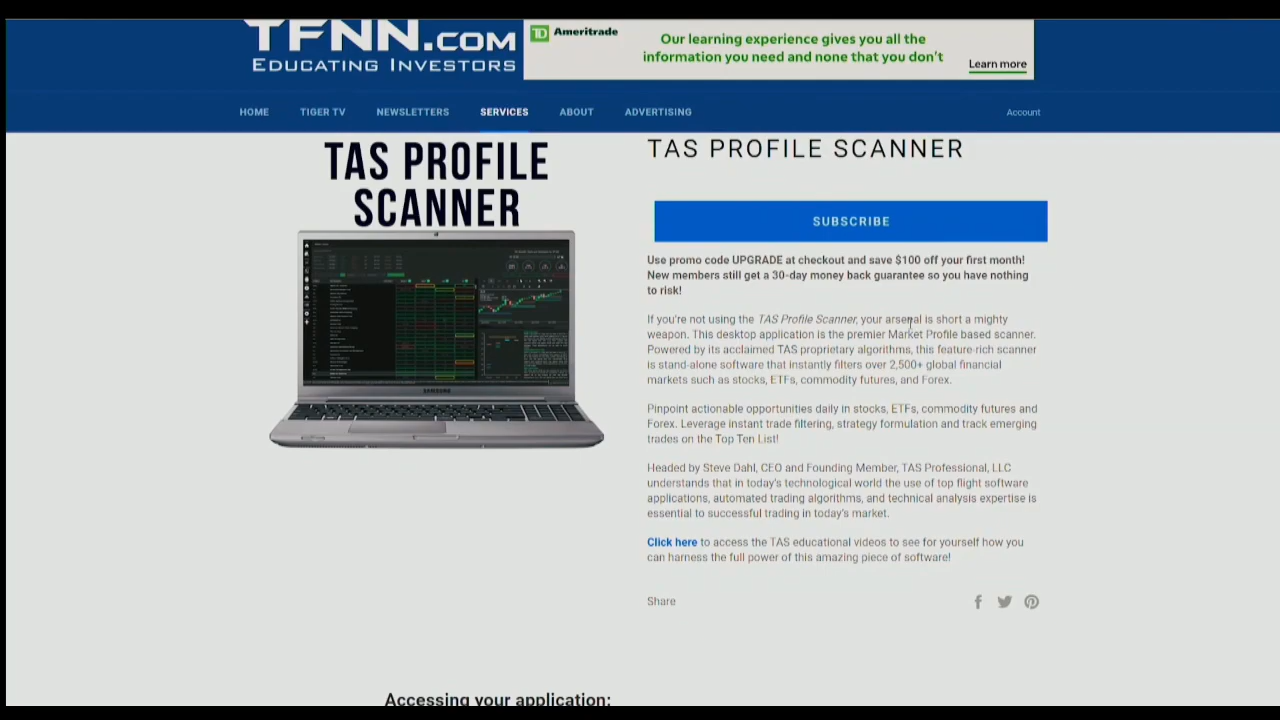 TFNN.COM
EDUCATING INVESTORS
TD Ameritrade
Our learning experience gives you all the
information you need and none that you don't
Learn more
HOME TIGER TV NEWSLETTERS SERVICES ABOUT ADVERTISING Account
TAS PROFILE
SCANNER
SAMSUNG
TAS PROFILE SCANNER
SUBSCRIBE
Use promo code UPGRADE at checkout and save $100 off your first month!
New members still get a 30-day money back guarantee so you have nothing
to risk!
If you're not using the TAS Profile Scanner, your arsenal is short a mighty
weapon. This desktop application is the premier Market Profile based scanner.
Powered by its acclaimed TAS proprietary algorithms, this feature-rich scanner
is stand-alone software that instantly filters over 2,500+ global financial
markets such as stocks, ETFs, commodity futures, and Forex.
Pinpoint actionable opportunities daily in stocks, ETFs, commodity futures and
Forex. Leverage instant trade filtering, strategy formulation and track emerging
trades on the Top Ten List!
Headed by Steve Dahl, CEO and Founding Member, TAS Professional, LLC
understands that in today's technological world the use of top flight software
applications, automated trading algorithms, and technical analysis expertise is
essential to successful trading in today's market.
Click here to access the TAS educational videos to see for yourself how you
can harness the full power of this amazing piece of software!
Share
Accessing your application: